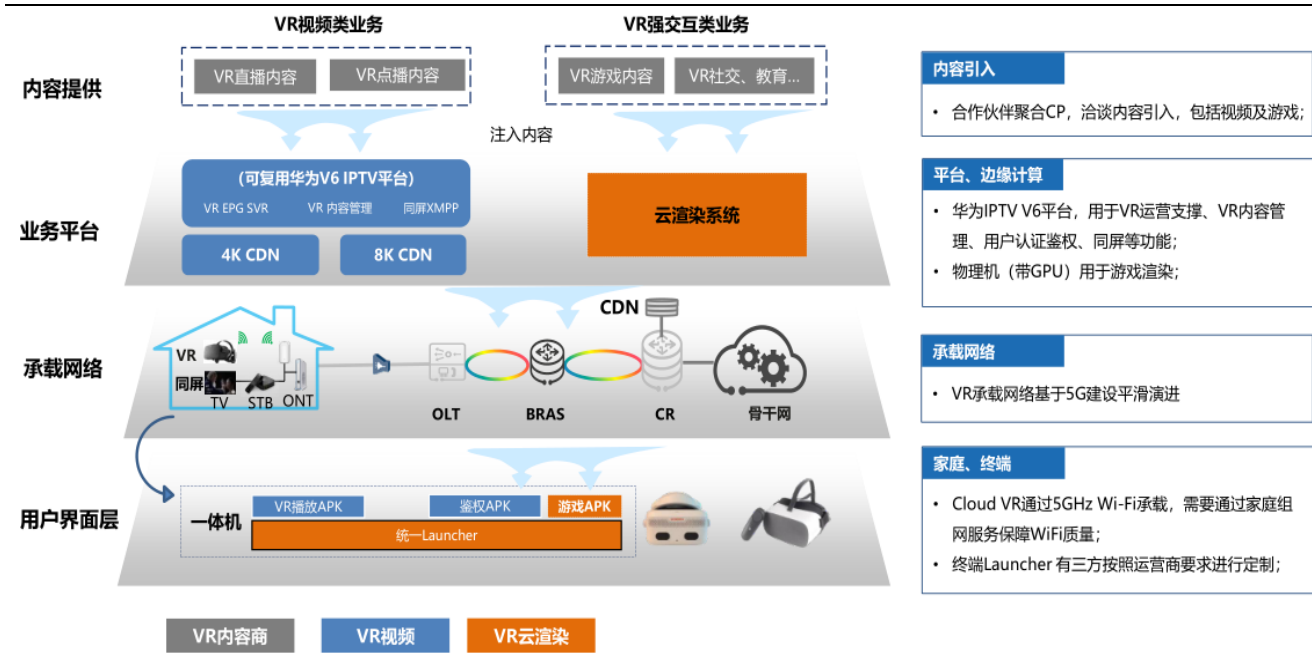 VR视频类业务
VR强交互类业务
内容提供
VR直播内容
VR点播内容
VR游戏内容
VR社交、教育...
注入内容
业务平台
(可复用华为V6 IPTV平台)
VR EPG SVR
VR 内容管理
同屏XMPP
4K CDN
8K CDN
云渲染系统
承载网络
VR
同屏
TV
STB
ONT
OLT
BRAS
CDN
CR
骨干网
用户界面层
一体机
VR播放APK
鉴权APK
游戏APK
统一Launcher
VR内容商
VR视频
VR云渲染
内容引入
• 合作伙伴聚合CP，洽谈内容引入，包括视频及游戏；
平台、边缘计算
• 华为IPTV V6平台，用于VR运营支撑、VR内容管
理、用户认证鉴权、同屏等功能；
• 物理机（带GPU）用于游戏渲染；
承载网络
• VR承载网络基于5G建设平滑演进
家庭、终端
• Cloud VR通过5GHz Wi-Fi承载，需要通过家庭组
网服务保障WiFi质量；
• 终端Launcher 有三方按照运营商要求进行定制；